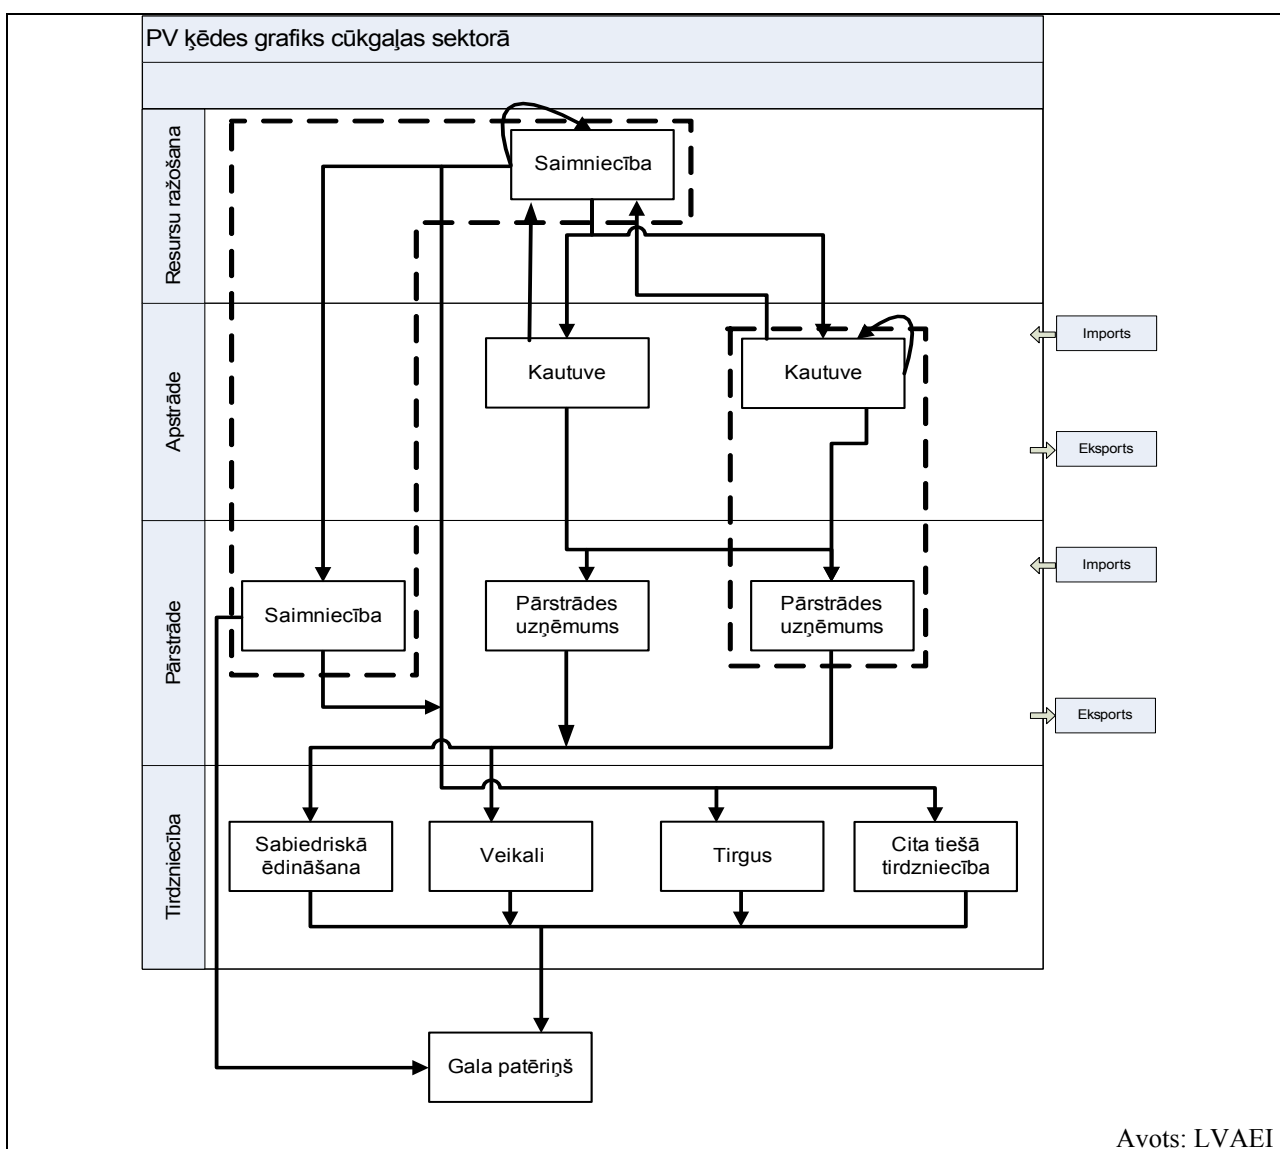 PV ķēdes grafiks cūkgaļas sektorā
Resursu ražošana
Saimniecība
Apstrāde
Kautuve
Kautuve
Imports
Eksports
Pārstrāde
Saimniecība
Pārstrādes
uzņēmums
Pārstrādes
uzņēmums
Imports
Eksports
Tirdzniecība
Sabiedriskā
ēdināšana
Veikali
Tirgus
Cita tiešā
tirdzniecība
Gala patēriņš
Avots: LVAEI